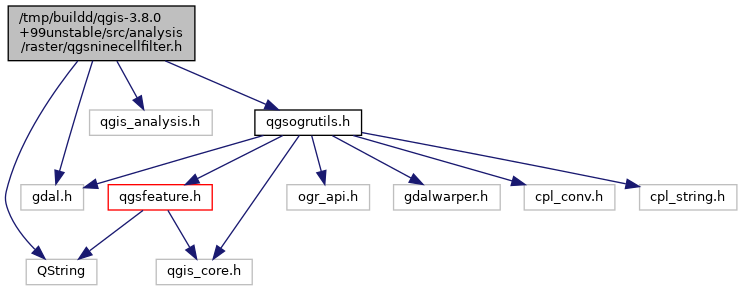 /tmp/buildd/qgis-3.8.0
+99unstable/src/analysis
/raster/qgsninecellfilter.h
qgis_analysis.h
qgsogrutils.h
gdal.h
qgsfeature.h
ogr_api.h
gdalwarper.h
cpl_conv.h
cpl_string.h
QString
qgis_core.h